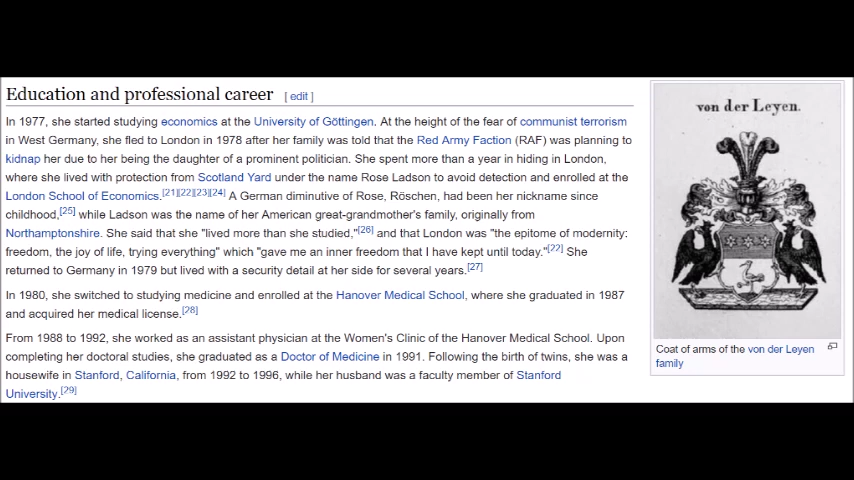 Education and professional career [ edit ]
In 1977, she started studying economics at the University of Göttingen. At the height of the fear of communist terrorism
in West Germany, she fled to London in 1978 after her family was told that the Red Army Faction (RAF) was planning to
kidnap her due to her being the daughter of a prominent politician. She spent more than a year in hiding in London,
where she lived with protection from Scotland Yard under the name Rose Ladson to avoid detection and enrolled at the
London School of Economics.[21][22][23][24] A German diminutive of Rose, Röschen, had been her nickname since
childhood,[25] while Ladson was the name of her American great-grandmother's family, originally from
Northamptonshire. She said that she "lived more than she studied,"[26] and that London was "the epitome of modernity:
freedom, the joy of life, trying everything" which "gave me an inner freedom that I have kept until today."[22] She
returned to Germany in 1979 but lived with a security detail at her side for several years.[27]
In 1980, she switched to studying medicine and enrolled at the Hanover Medical School, where she graduated in 1987
and acquired her medical license.[28]
From 1988 to 1992, she worked as an assistant physician at the Women's Clinic of the Hanover Medical School. Upon
completing her doctoral studies, she graduated as a Doctor of Medicine in 1991. Following the birth of twins, she was a
housewife in Stanford, California, from 1992 to 1996, while her husband was a faculty member of Stanford
University.[29]
von der Leyen.
Coat of arms of the von der Leyen
family